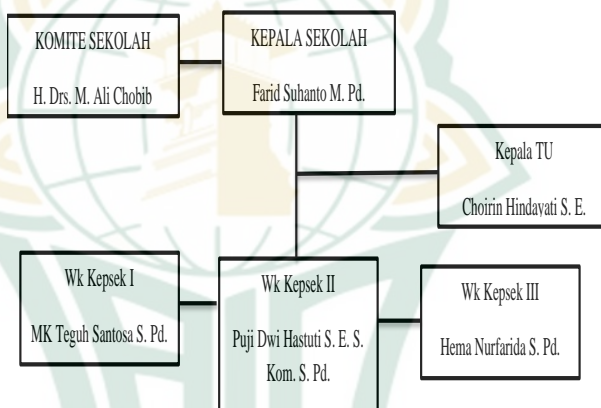 KOMITE SEKOLAH
H. Drs. M. Ali Chobib
KEPALA SEKOLAH
Farid Suhanto M. Pd.
Kepala TU
Choirin Hindayati S. E.
Wk Kepsek I
MK Teguh Santosa S. Pd.
Wk Kepsek II
Puji Dwi Hastuti S. E. S.
Kom. S. Pd.
Wk Kepsek III
Hema Nurfarida S. Pd.